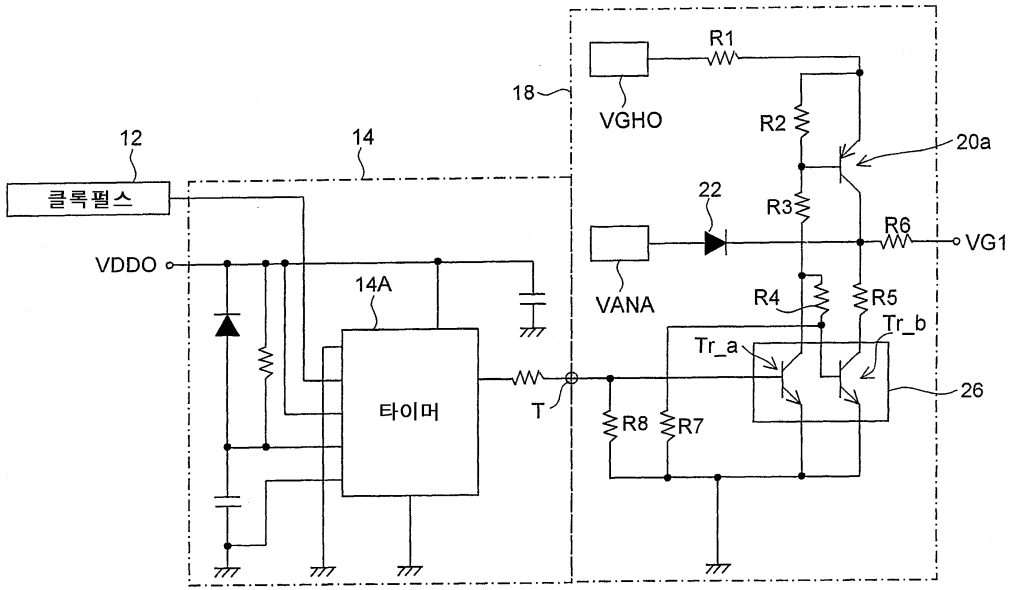 R1
VGHO
18
R2
20a
12
14
클록펄스
R3
22
R6
VG1
VDDO
14A
VANA
R4
R5
Tr_a
Tr_b
타이머
T
26
R8
R7